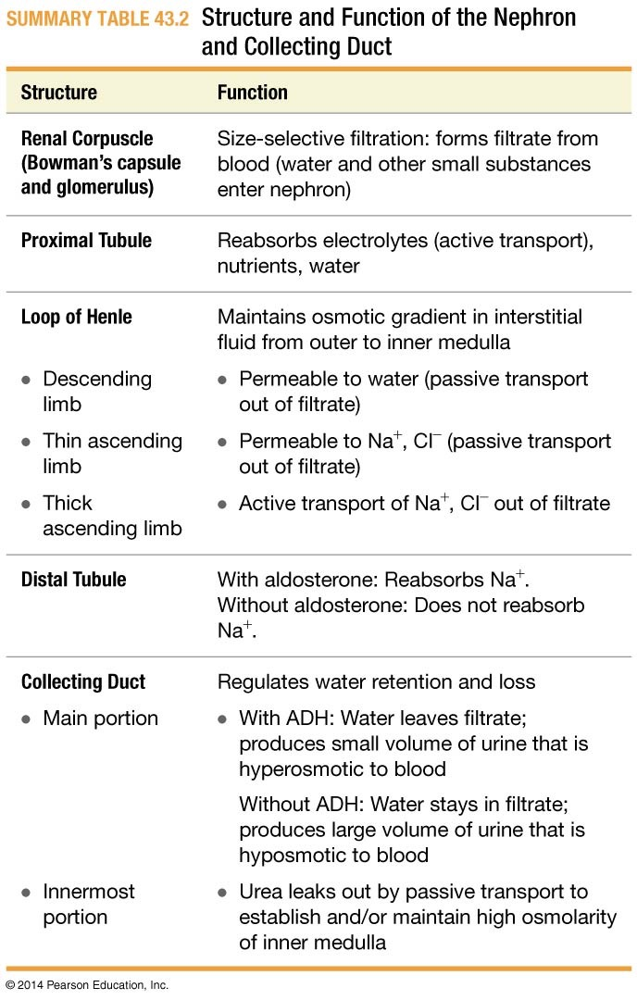 SUMMARY TABLE 43.2 Structure and Function of the Nephron
and Collecting Duct
Structure Function
Renal Corpuscle
(Bowman's capsule
and glomerulus)
Size-selective filtration: forms filtrate from
blood (water and other small substances
enter nephron)
Proximal Tubule
Reabsorbs electrolytes (active transport),
nutrients, water
Loop of Henle
Maintains osmotic gradient in interstitial
fluid from outer to inner medulla
• Descending
limb
• Permeable to water (passive transport
out of filtrate)
• Thin ascending
limb
• Permeable to Na⁺, Cl⁻ (passive transport
out of filtrate)
• Thick
ascending limb
• Active transport of Na⁺, Cl⁻ out of filtrate
Distal Tubule
With aldosterone: Reabsorbs Na⁺.
Without aldosterone: Does not reabsorb
Na⁺.
Collecting Duct
Regulates water retention and loss
• Main portion
• With ADH: Water leaves filtrate;
produces small volume of urine that is
hyperosmotic to blood
Without ADH: Water stays in filtrate;
produces large volume of urine that is
hyposmotic to blood
• Innermost
portion
• Urea leaks out by passive transport to
establish and/or maintain high osmolarity
of inner medulla
© 2014 Pearson Education, Inc.